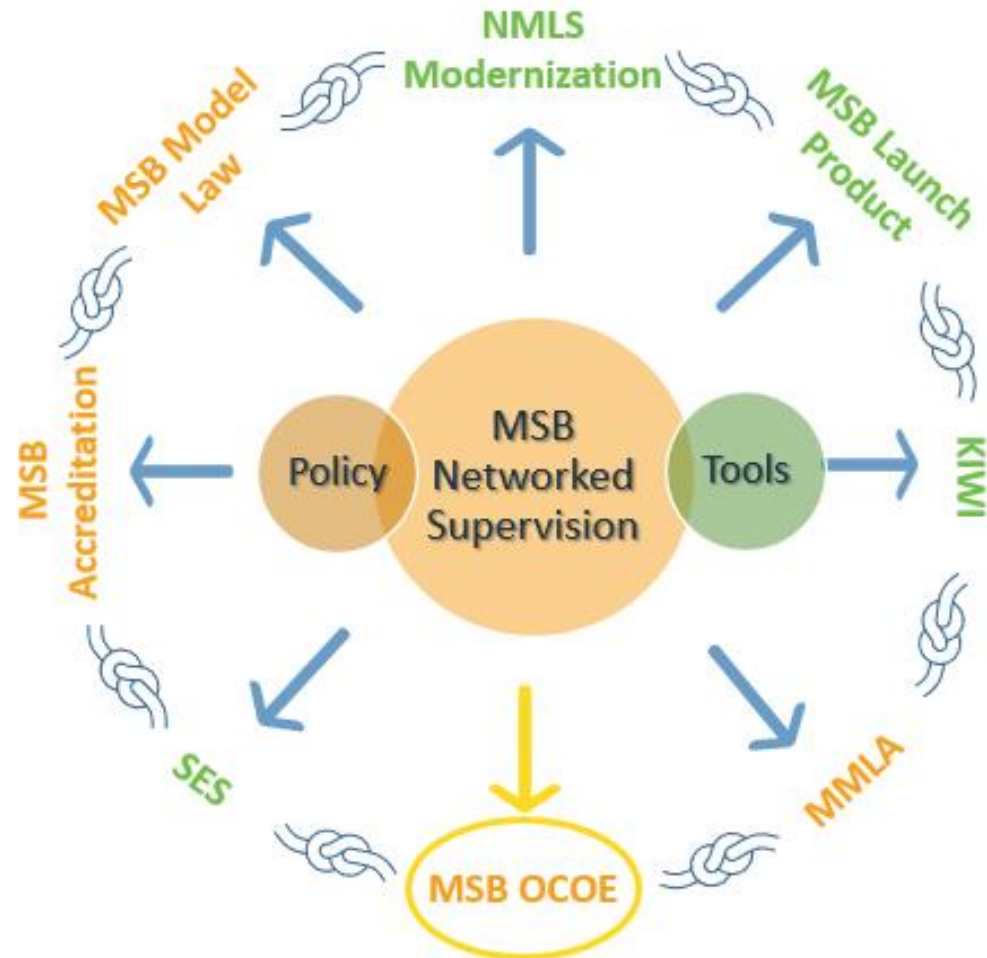 NMLS
Modernization
MSB Launch
Product
KIWI
MMLA
MSB OCOE
SES
MSB
Accreditation
MSB Model
Law
Policy
MSB
Networked
Supervision
Tools